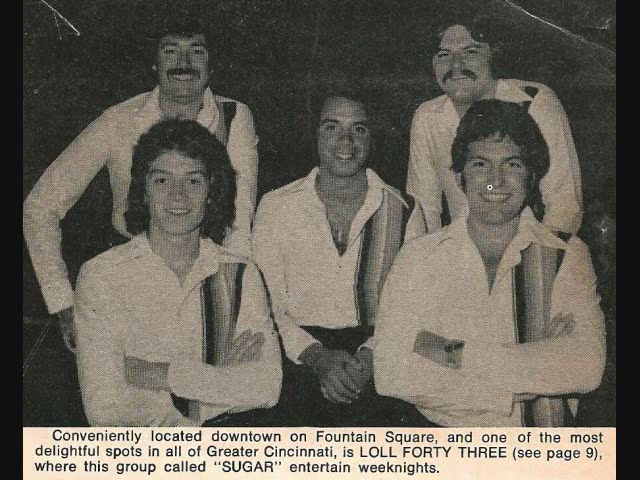 Conveniently located downtown on Fountain Square, and one of the most
delightful spots in all of Greater Cincinnati, is LOLL FORTY THREE (see page 9),
where this group called "SUGAR" entertain weeknights.